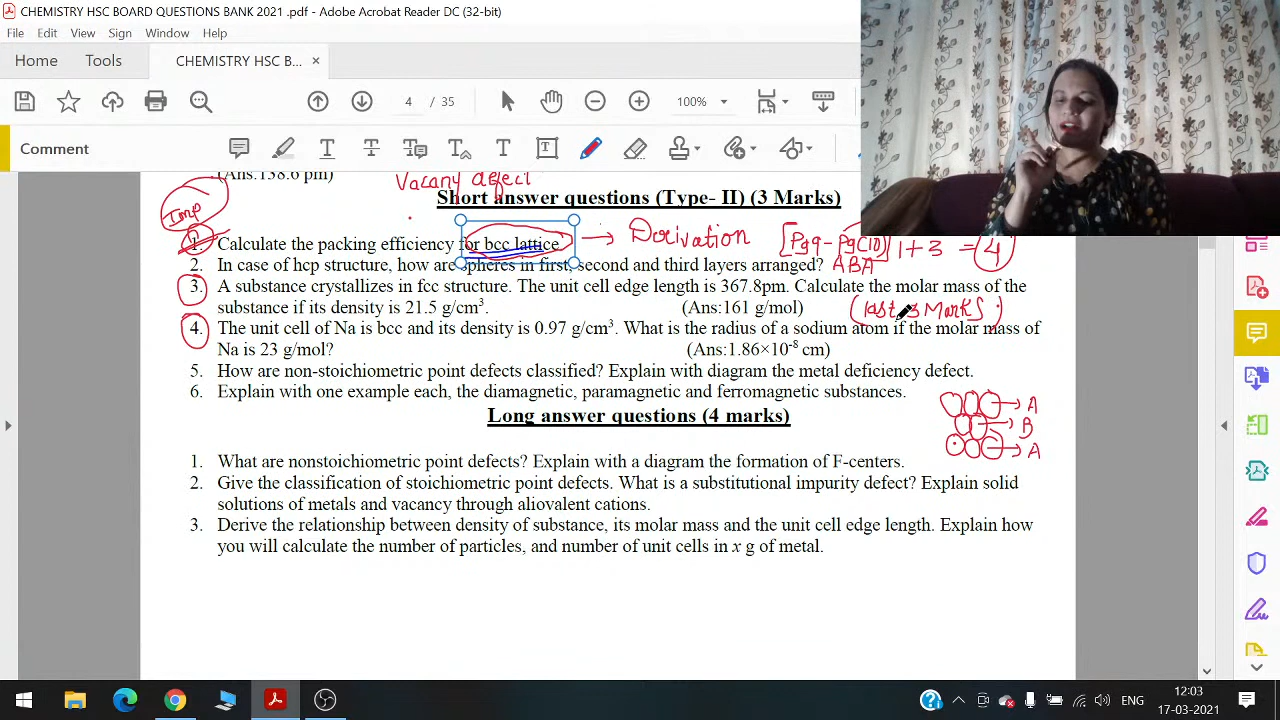 CHEMISTRY HSC BOARD QUESTIONS BANK 2021 .pdf - Adobe Acrobat Reader DC (32-bit)
File Edit View Sign Window Help
Home Tools CHEMISTRY HSC B... ×
4 / 35 100%
Comment
(Ans:138.6 pm)
Vacany defect
Short answer questions (Type- II) (3 Marks)
Imp
1. Calculate the packing efficiency for bcc lattice. → Derivation [Pg9 - Pg(10)] 1+3 = 4
2. In case of hcp structure, how are spheres in first, second and third layers arranged? ABA
3. A substance crystallizes in fcc structure. The unit cell edge length is 367.8pm. Calculate the molar mass of the
substance if its density is 21.5 g/cm3. (Ans:161 g/mol) (last 3 Mark)
4. The unit cell of Na is bcc and its density is 0.97 g/cm3. What is the radius of a sodium atom if the molar mass of
Na is 23 g/mol? (Ans:1.86×10-8 cm)
5. How are non-stoichiometric point defects classified? Explain with diagram the metal deficiency defect.
6. Explain with one example each, the diamagnetic, paramagnetic and ferromagnetic substances.
→ A
Long answer questions (4 marks)
→ B
→ A
1. What are nonstoichiometric point defects? Explain with a diagram the formation of F-centers.
2. Give the classification of stoichiometric point defects. What is a substitutional impurity defect? Explain solid
solutions of metals and vacancy through aliovalent cations.
3. Derive the relationship between density of substance, its molar mass and the unit cell edge length. Explain how
you will calculate the number of particles, and number of unit cells in x g of metal.
ENG
12:03
17-03-2021